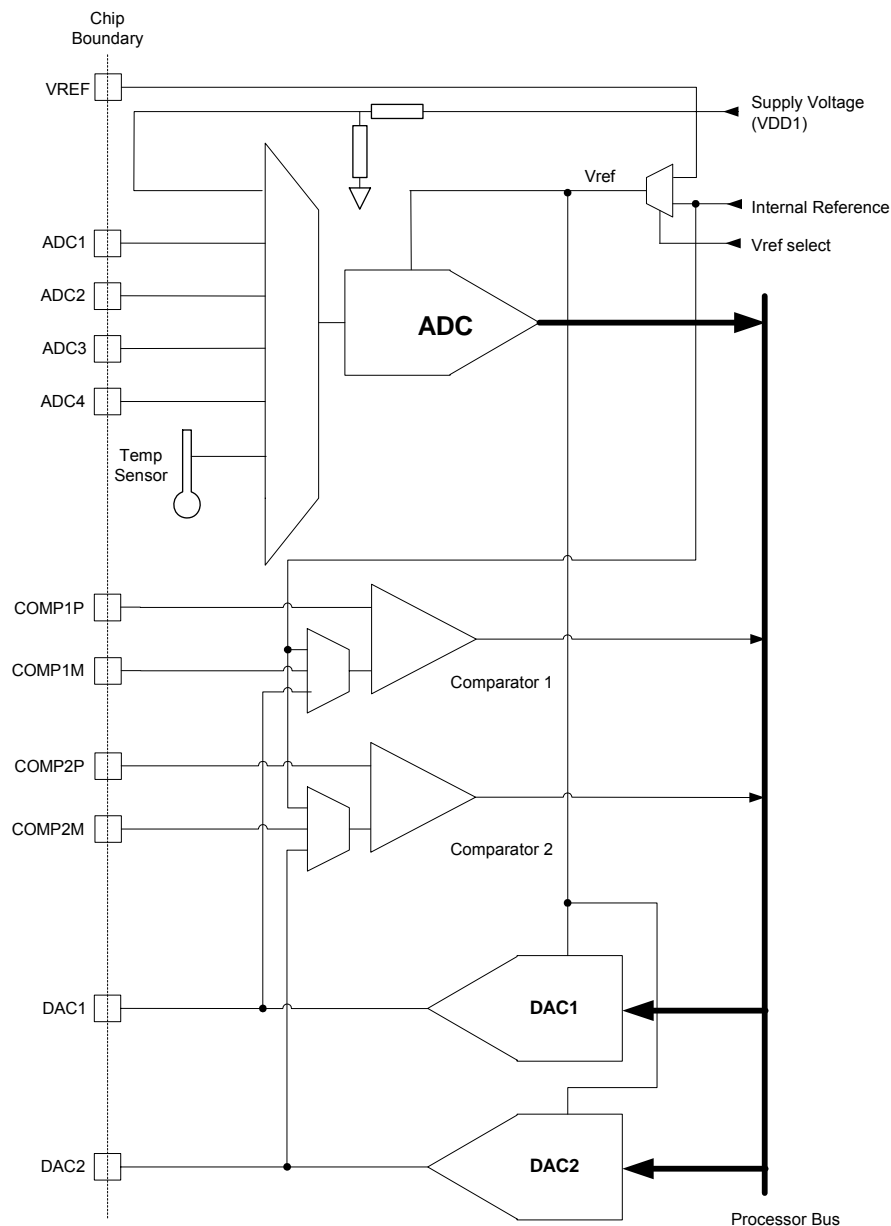 Chip
Boundary
VREF
Supply Voltage
(VDD1)
Vref
Internal Reference
Vref select
ADC1
ADC2
ADC3
ADC4
ADC
Temp
Sensor
COMP1P
COMP1M
Comparator 1
COMP2P
COMP2M
Comparator 2
DAC1
DAC1
DAC2
DAC2
Processor Bus